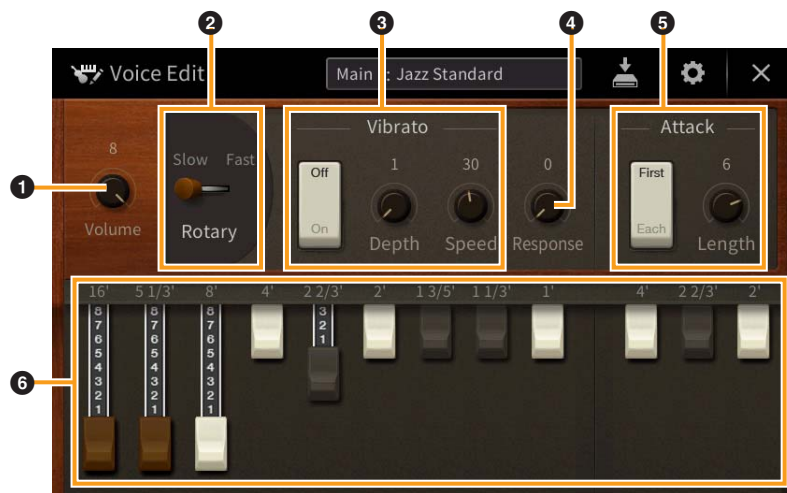 2 3 4 5
Voice Edit Main : Jazz Standard
Vibrato Attack
8 Slow Fast Off 1 30 0 First 6
1
Volume Rotary On Depth Speed Response Each Length
16' 5 1/3' 8' 4' 2 2/3' 2' 1 3/5' 1 1/3' 1' 4' 2 2/3' 2'
8 8 8 3
7 7 7 2
6 6 6 1
5 5 5
4 4 4
6
3 3 3
2 2 2
1 1 1